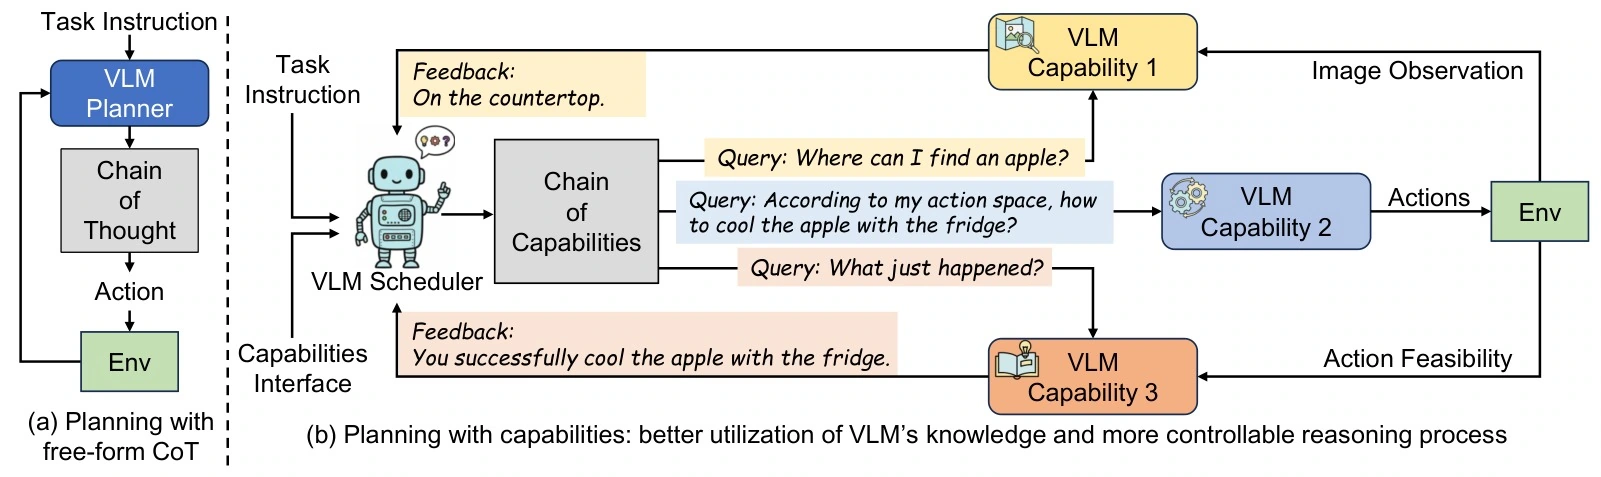 Task Instruction
VLM
Planner
Chain
of
Thought
Action
Env
(a) Planning with
free-form CoT
Task
Instruction
Feedback:
On the countertop.
VLM Scheduler
Capabilities
Interface
Chain
of
Capabilities
Query: Where can I find an apple?
Query: According to my action space, how
to cool the apple with the fridge?
Query: What just happened?
Feedback:
You successfully cool the apple with the fridge.
VLM
Capability 1
VLM
Capability 2
VLM
Capability 3
Image Observation
Actions
Env
Action Feasibility
(b) Planning with capabilities: better utilization of VLM's knowledge and more controllable reasoning process